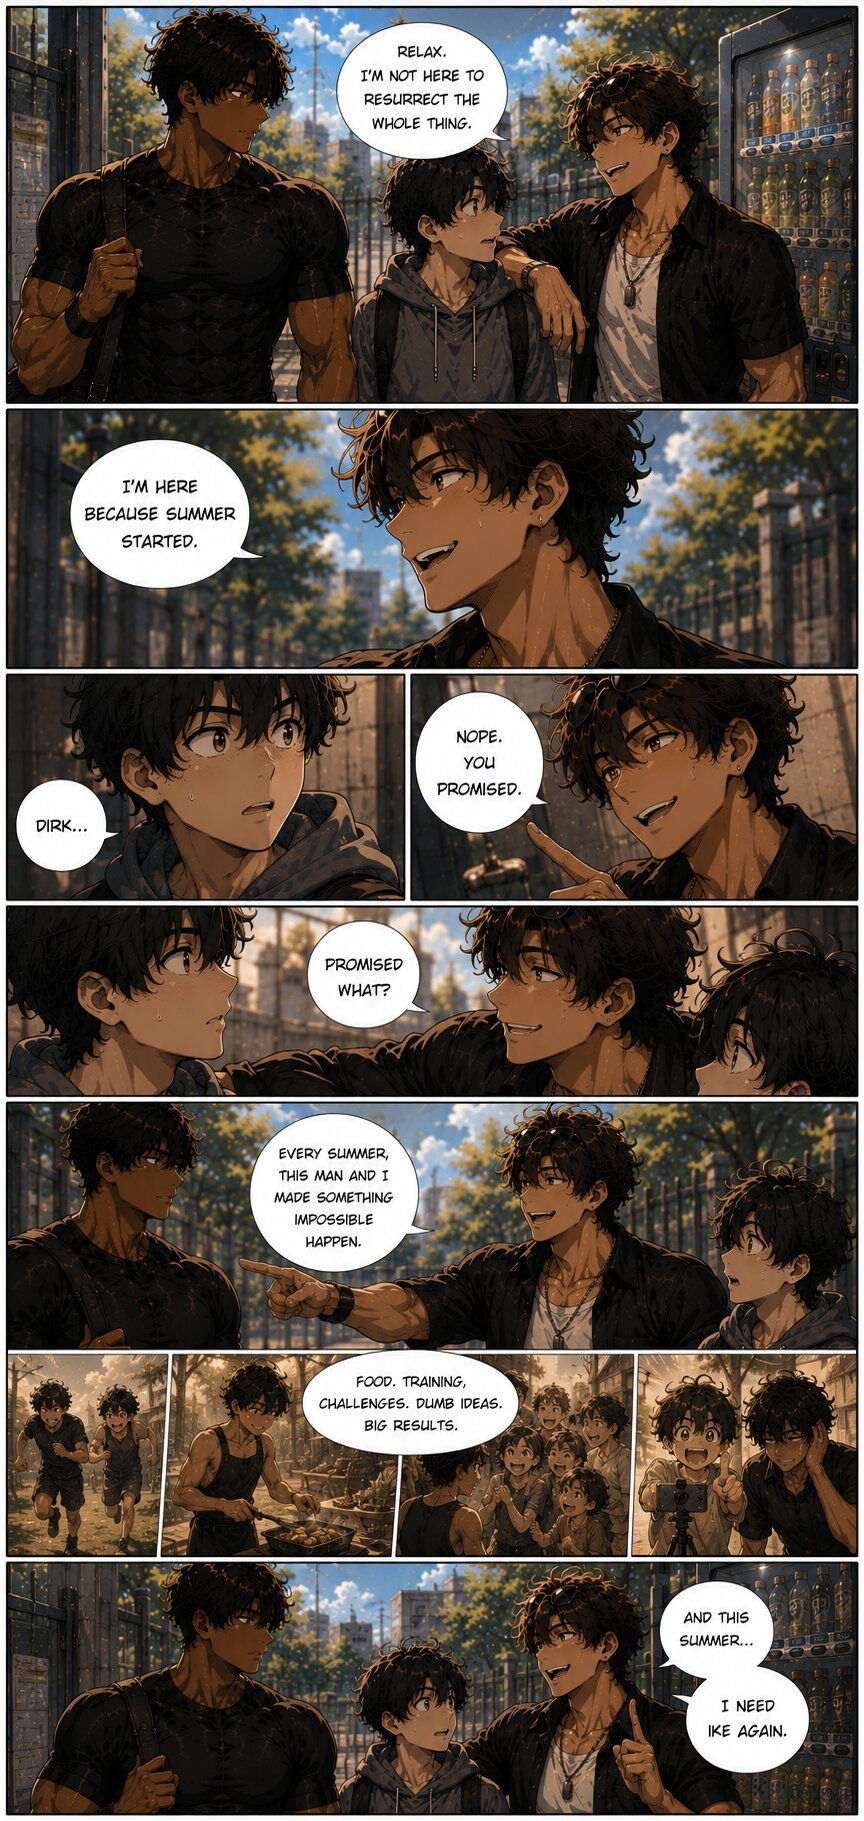 RELAX.
I'M NOT HERE TO
RESURRECT THE
WHOLE THING.
I'M HERE
BECAUSE SUMMER
STARTED.
DIRK...
NOPE.
YOU
PROMISED.
PROMISED
WHAT?
EVERY SUMMER,
THIS MAN AND I
MADE SOMETHING
IMPOSSIBLE
HAPPEN.
FOOD. TRAINING,
CHALLENGES. DUMB IDEAS.
BIG RESULTS.
AND THIS
SUMMER...
I NEED
IKE AGAIN.